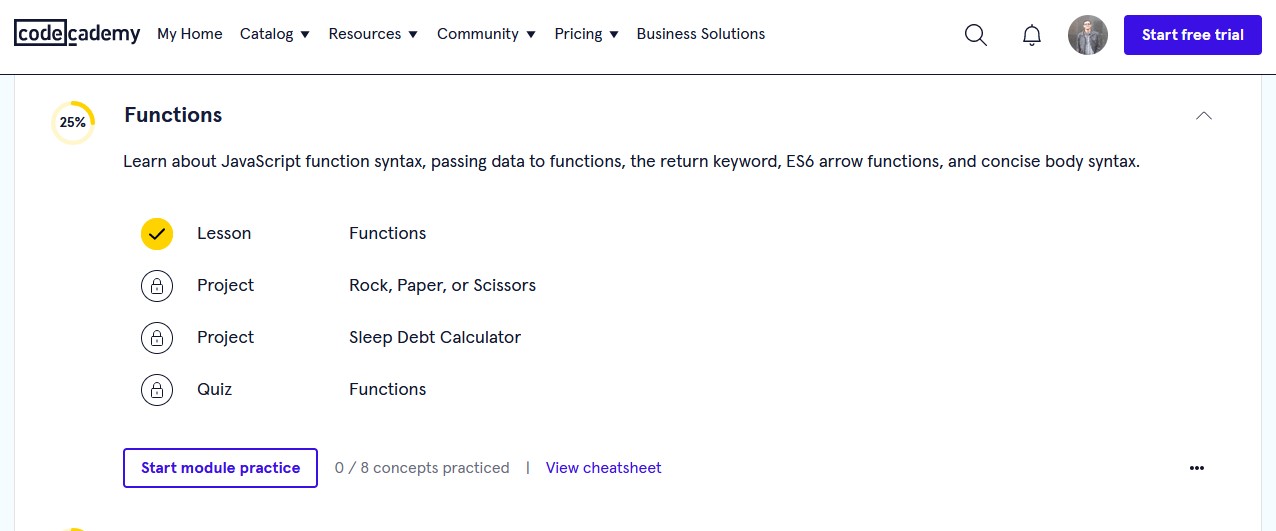 codecademy My Home Catalog Resources Community Pricing Business Solutions Start free trial
25% Functions
Learn about JavaScript function syntax, passing data to functions, the return keyword, ES6 arrow functions, and concise body syntax.
Lesson Functions
Project Rock, Paper, or Scissors
Project Sleep Debt Calculator
Quiz Functions
Start module practice 0 / 8 concepts practiced | View cheatsheet